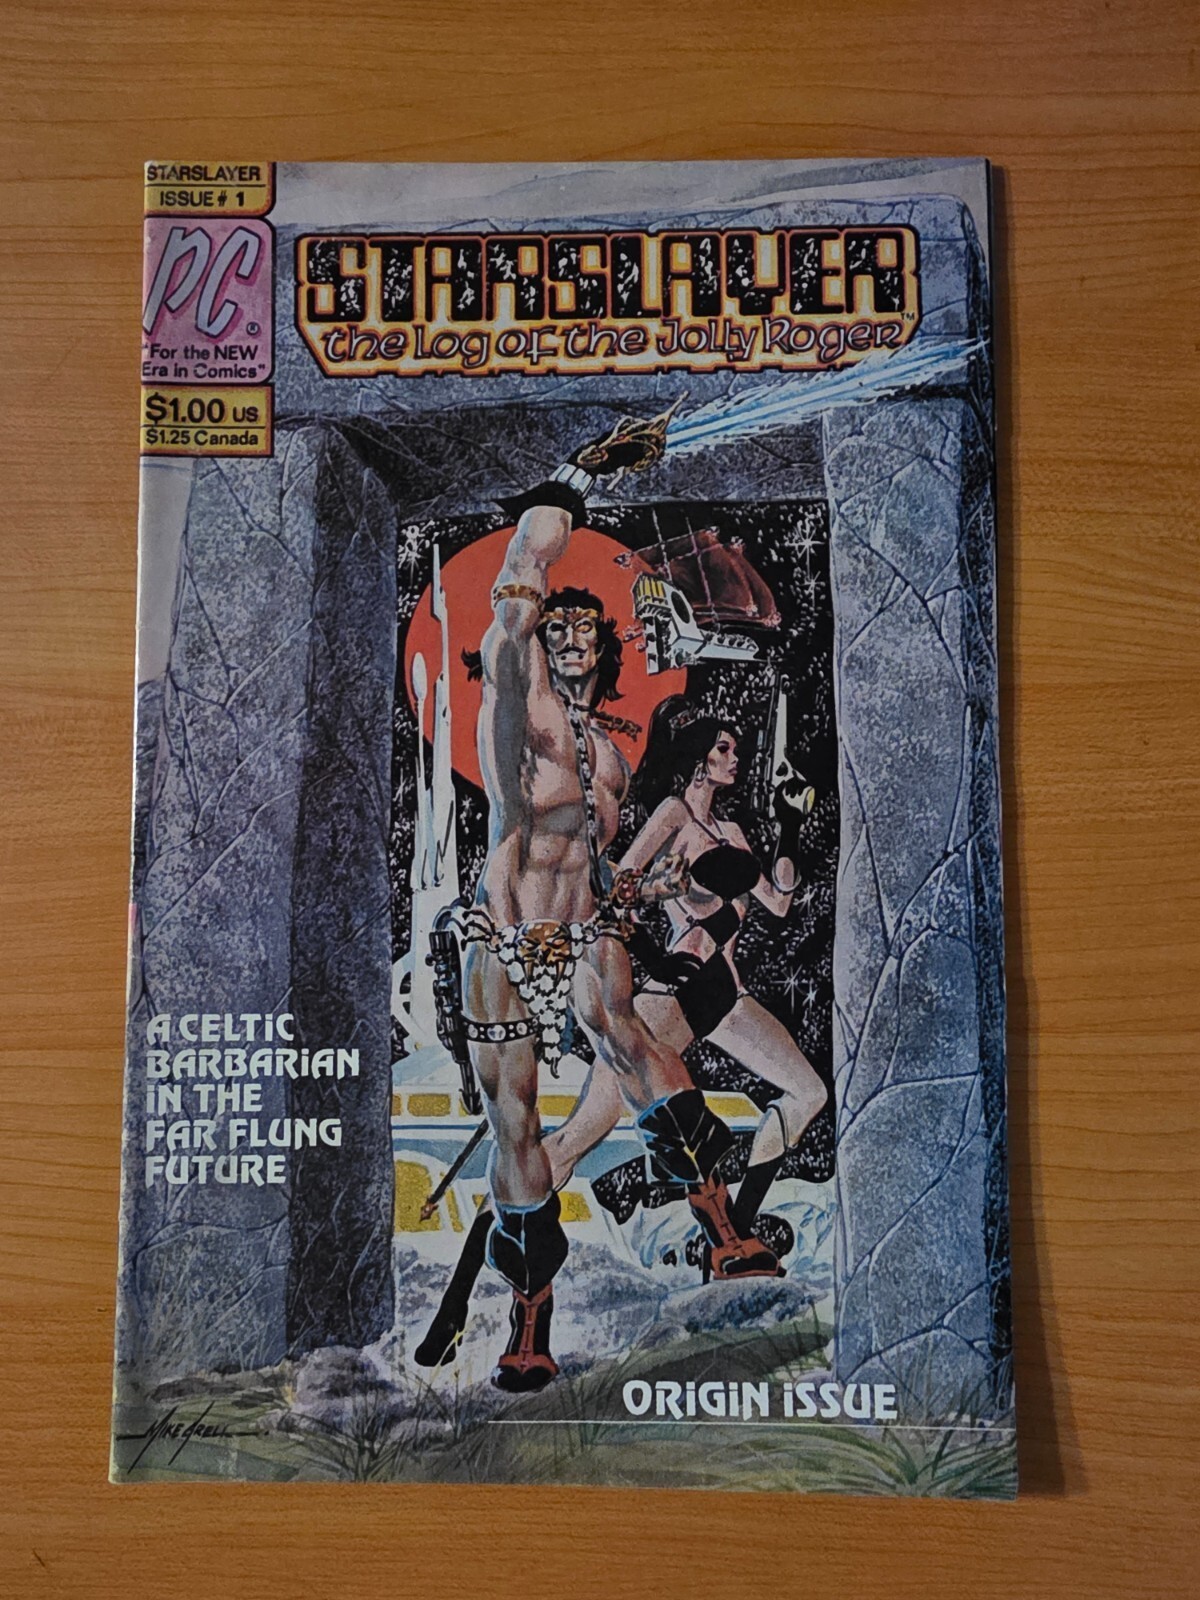 STARSLAYER
ISSUE # 1
PC ®
"For the NEW
Era in Comics"
$1.00 US
$1.25 Canada
STARSLAYER™
the Log of the Jolly Roger
A CELTiC
BARBARiAN
iN THE
FAR FLUNG
FUTURE
ORiGiN iSSUE
MIKE GRELL